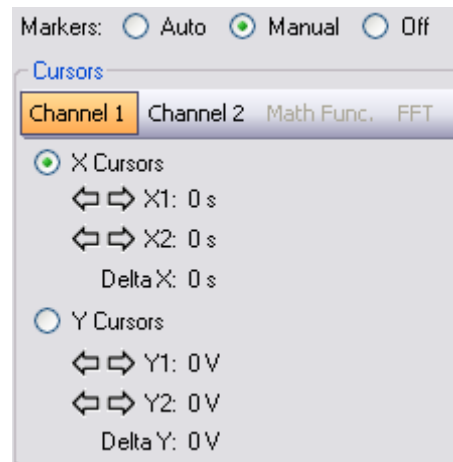 Markers: Auto Manual Off
Cursors
Channel 1 Channel 2 Math Func. FFT
X Cursors
X1: 0 s
X2: 0 s
Delta X: 0 s
Y Cursors
Y1: 0 V
Y2: 0 V
Delta Y: 0 V